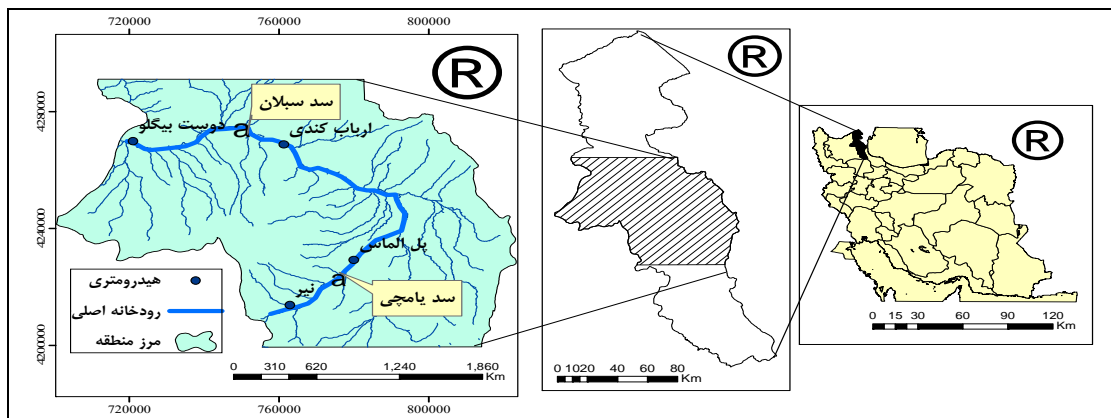 720000 760000 800000
4280000
4240000
4200000
®
سد سبلان
دوست بیگلو
a
ارباب کندی
پل الماس
a
سد یامچی
نیر
هیدرومتری
رودخانه اصلی
مرز منطقه
0 310 620 1,240 1,860
Km
720000 760000 800000
®
0 10 20 40 60 80
Km
®
0 15 30 60 90 120
Km